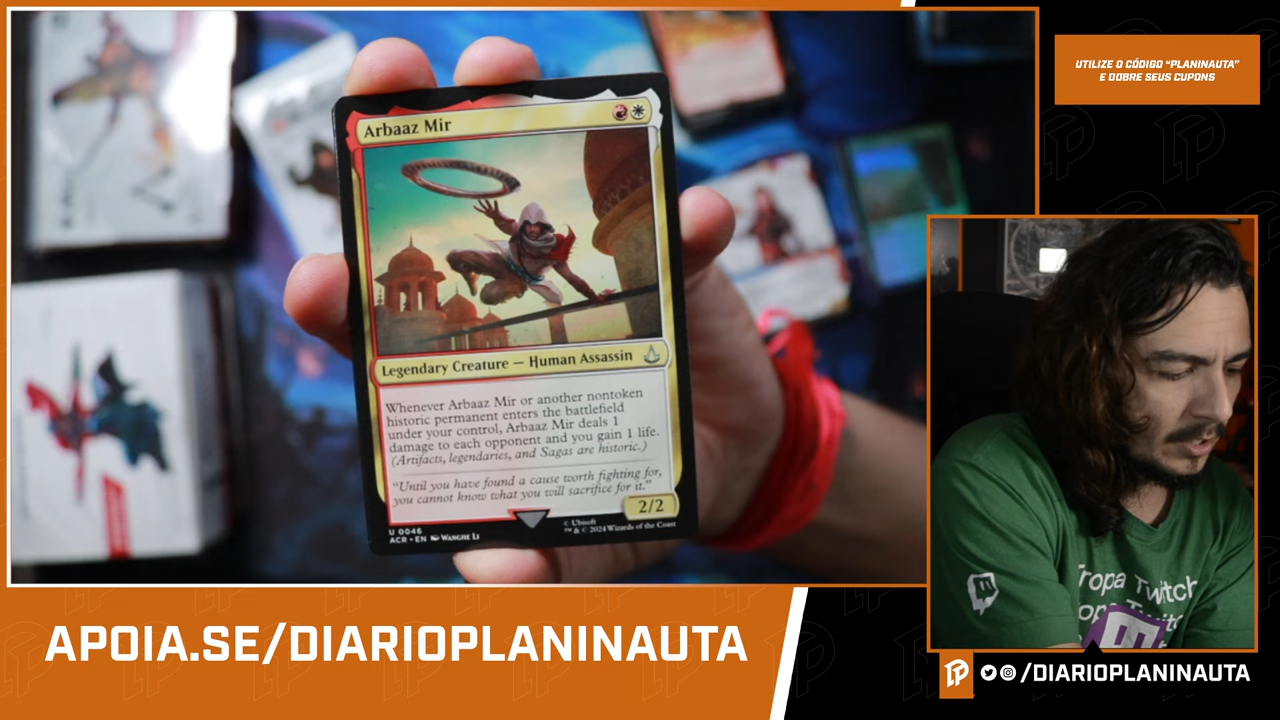 UTILIZE O CÓDIGO “PLANINAUTA”
E DOBRE SEUS CUPONS
Arbaaz Mir
Legendary Creature — Human Assassin
Whenever Arbaaz Mir or another nontoken
historic permanent enters the battlefield
under your control, Arbaaz Mir deals 1
damage to each opponent and you gain 1 life.
(Artifacts, legendaries, and Sagas are historic.)
“Until you have found a cause worth fighting for,
you cannot know what you will sacrifice for it.”
2/2
U 0046
ACR • EN Wanghe Li
© Ubisoft
™ & © 2024 Wizards of the Coast
Tropa Twitch
APOIA.SE/DIARIOPLANINAUTA
/DIARIOPLANINAUTA